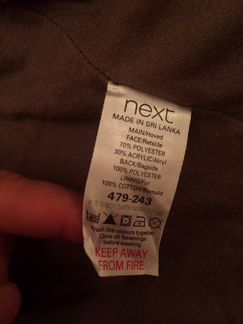 next
MADE IN SRI LANKA
MAIN/Hoved
FACE/Retside
70% POLYESTER
30% ACRYLIC/Akryl
BACK/Bagside
100% POLYESTER
LINING/For
100% COTTON/Bomuld
479-243
Wash like colours together
Close all fastenings
before washing
KEEP AWAY
FROM FIRE